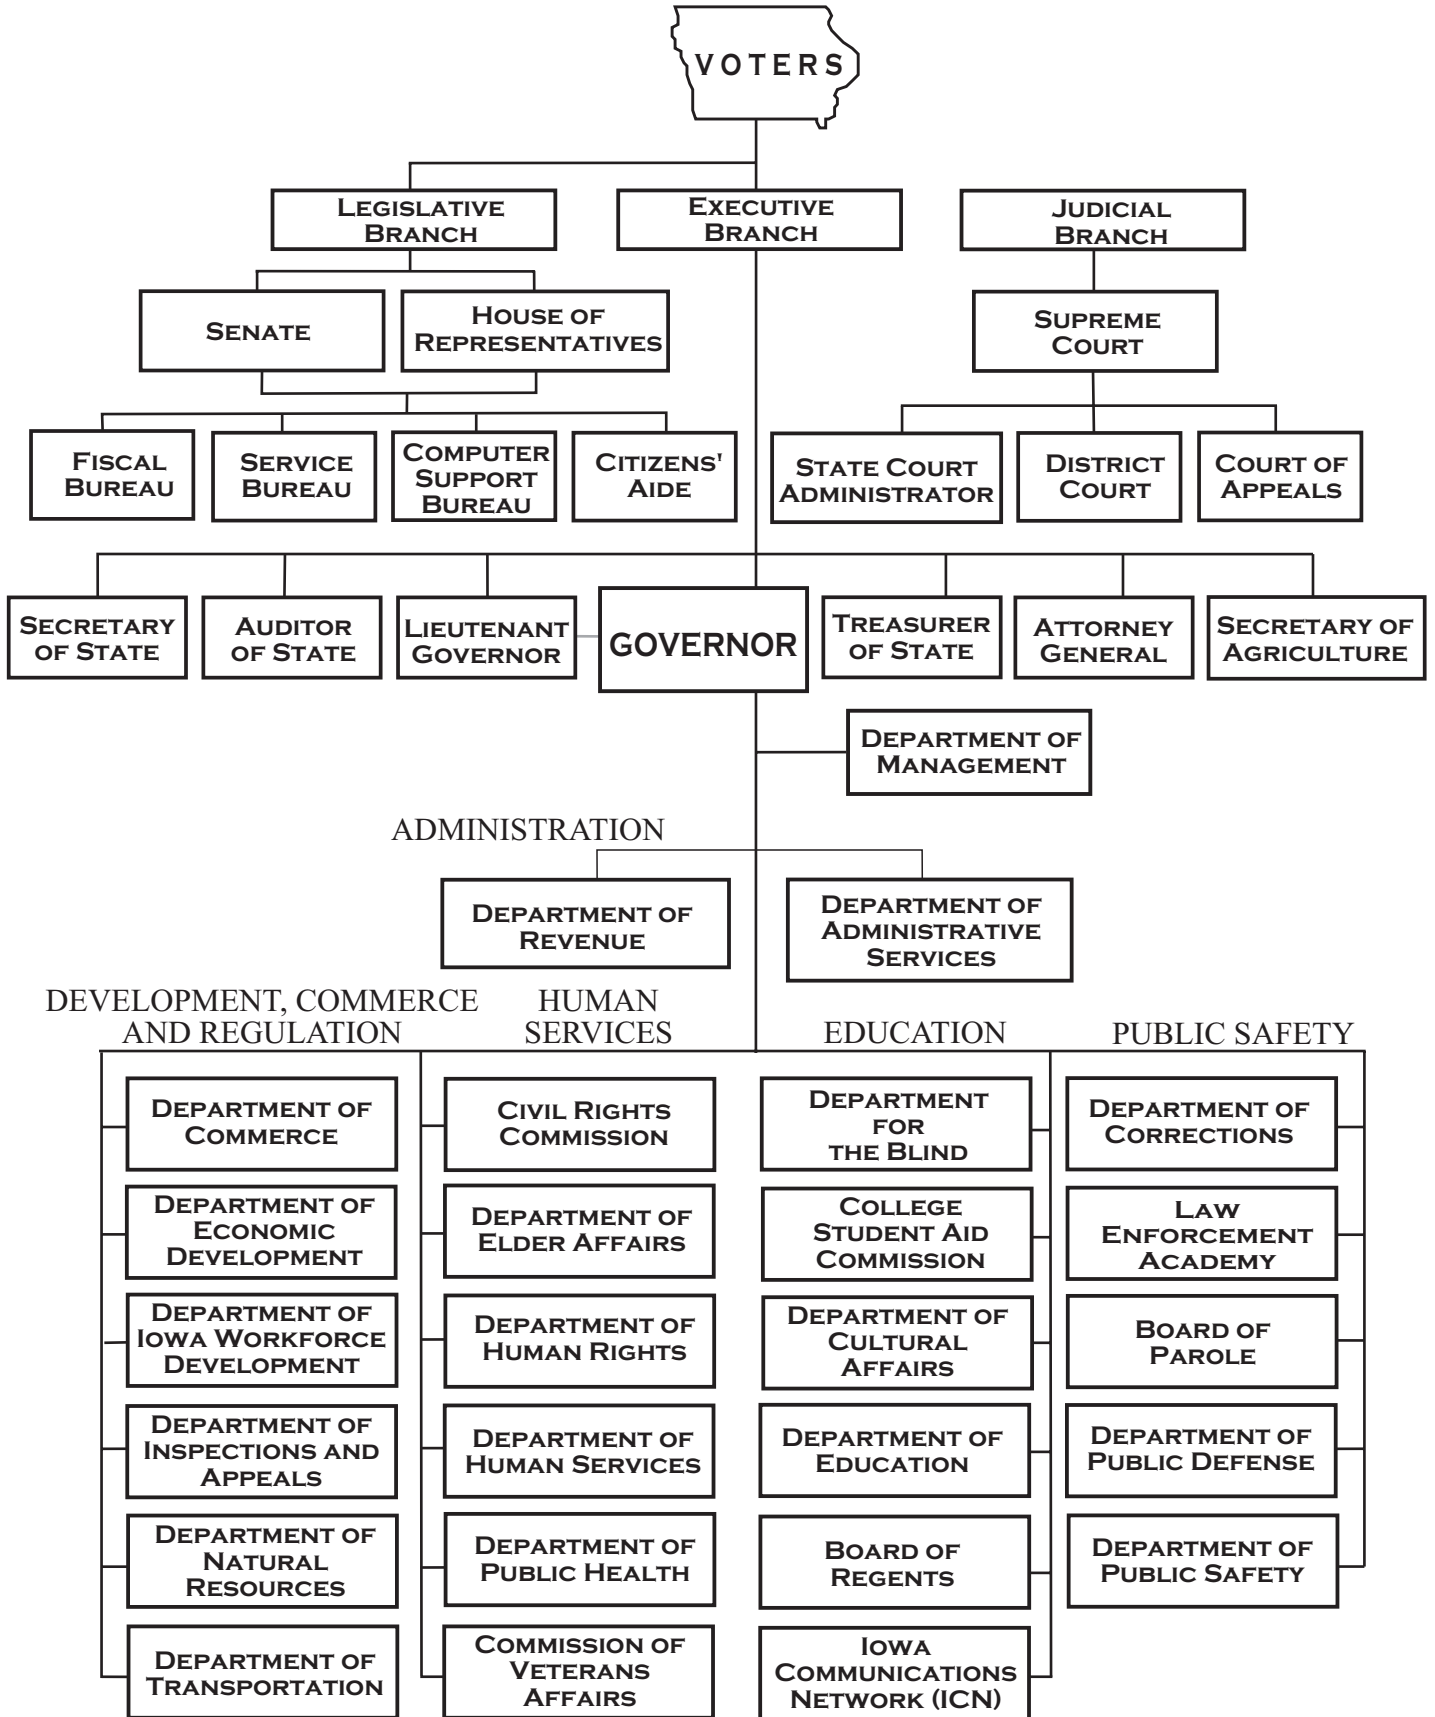 VOTERS
LEGISLATIVE
BRANCH
EXECUTIVE
BRANCH
JUDICIAL
BRANCH
SENATE
HOUSE OF
REPRESENTATIVES
SUPREME
COURT
FISCAL
BUREAU
SERVICE
BUREAU
COMPUTER
SUPPORT
BUREAU
CITIZENS'
AIDE
STATE COURT
ADMINISTRATOR
DISTRICT
COURT
COURT OF
APPEALS
SECRETARY
OF STATE
AUDITOR
OF STATE
LIEUTENANT
GOVERNOR
GOVERNOR
TREASURER
OF STATE
ATTORNEY
GENERAL
SECRETARY OF
AGRICULTURE
DEPARTMENT OF
MANAGEMENT
ADMINISTRATION
DEPARTMENT OF
REVENUE
DEPARTMENT OF
ADMINISTRATIVE
SERVICES
DEVELOPMENT, COMMERCE
AND REGULATION
DEPARTMENT OF
COMMERCE
DEPARTMENT OF
ECONOMIC
DEVELOPMENT
DEPARTMENT OF
IOWA WORKFORCE
DEVELOPMENT
DEPARTMENT OF
INSPECTIONS AND
APPEALS
DEPARTMENT OF
NATURAL
RESOURCES
DEPARTMENT OF
TRANSPORTATION
HUMAN
SERVICES
CIVIL RIGHTS
COMMISSION
DEPARTMENT OF
ELDER AFFAIRS
DEPARTMENT OF
HUMAN RIGHTS
DEPARTMENT OF
HUMAN SERVICES
DEPARTMENT OF
PUBLIC HEALTH
COMMISSION OF
VETERANS
AFFAIRS
EDUCATION
DEPARTMENT
FOR
THE BLIND
COLLEGE
STUDENT AID
COMMISSION
DEPARTMENT OF
CULTURAL
AFFAIRS
DEPARTMENT OF
EDUCATION
BOARD OF
REGENTS
IOWA
COMMUNICATIONS
NETWORK (ICN)
PUBLIC SAFETY
DEPARTMENT OF
CORRECTIONS
LAW
ENFORCEMENT
ACADEMY
BOARD OF
PAROLE
DEPARTMENT OF
PUBLIC DEFENSE
DEPARTMENT OF
PUBLIC SAFETY